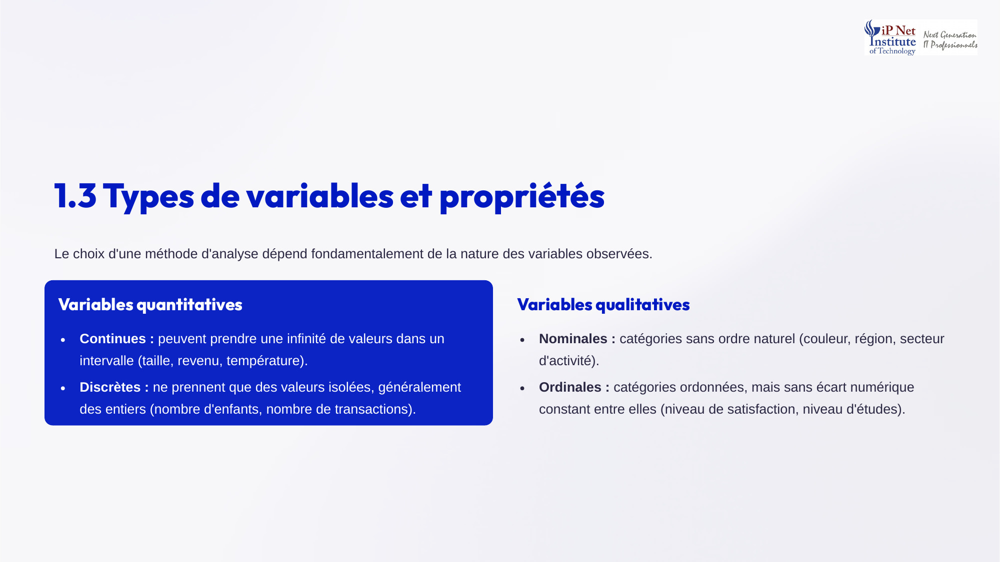 iP Net
Institute
of Technology
Next Generation
IT Professionnels
1.3 Types de variables et propriétés
Le choix d'une méthode d'analyse dépend fondamentalement de la nature des variables observées.
Variables quantitatives
• Continues : peuvent prendre une infinité de valeurs dans un
intervalle (taille, revenu, température).
• Discrètes : ne prennent que des valeurs isolées, généralement
des entiers (nombre d'enfants, nombre de transactions).
Variables qualitatives
• Nominales : catégories sans ordre naturel (couleur, région, secteur
d'activité).
• Ordinales : catégories ordonnées, mais sans écart numérique
constant entre elles (niveau de satisfaction, niveau d'études).